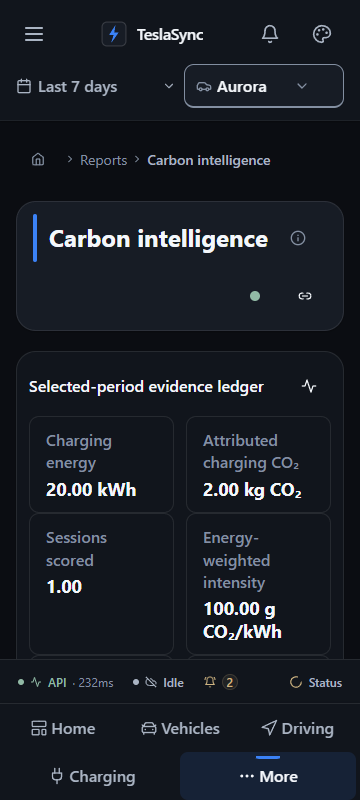 TeslaSync
Last 7 days
Aurora
Reports
Carbon intelligence
Carbon intelligence
Selected-period evidence ledger
Charging
energy
20.00 kWh
Attributed
charging CO₂
2.00 kg CO₂
Sessions
scored
1.00
Energy-
weighted
intensity
100.00 g
CO₂/kWh
API · 232ms
Idle
2
Status
Home
Vehicles
Driving
Charging
More